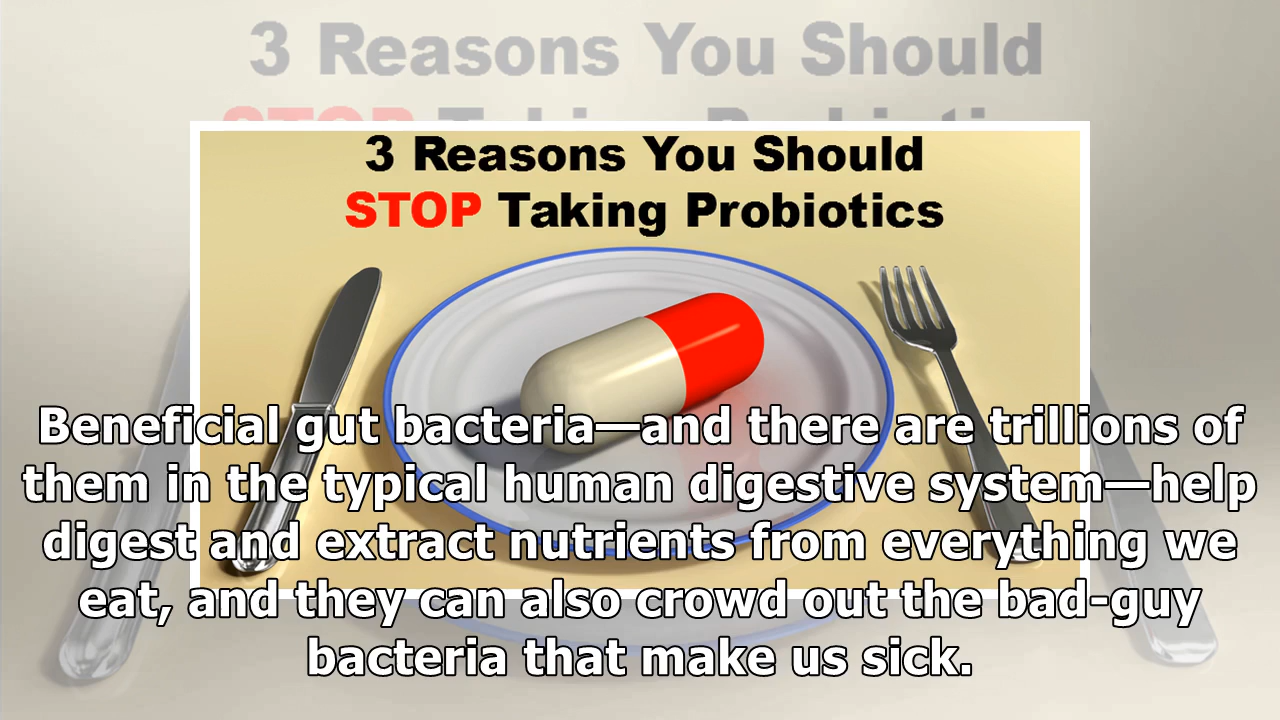 3 Reasons You Should
3 Reasons You Should
STOP Taking Probiotics
Beneficial gut bacteria—and there are trillions of
them in the typical human digestive system—help
digest and extract nutrients from everything we
eat, and they can also crowd out the bad-guy
bacteria that make us sick.